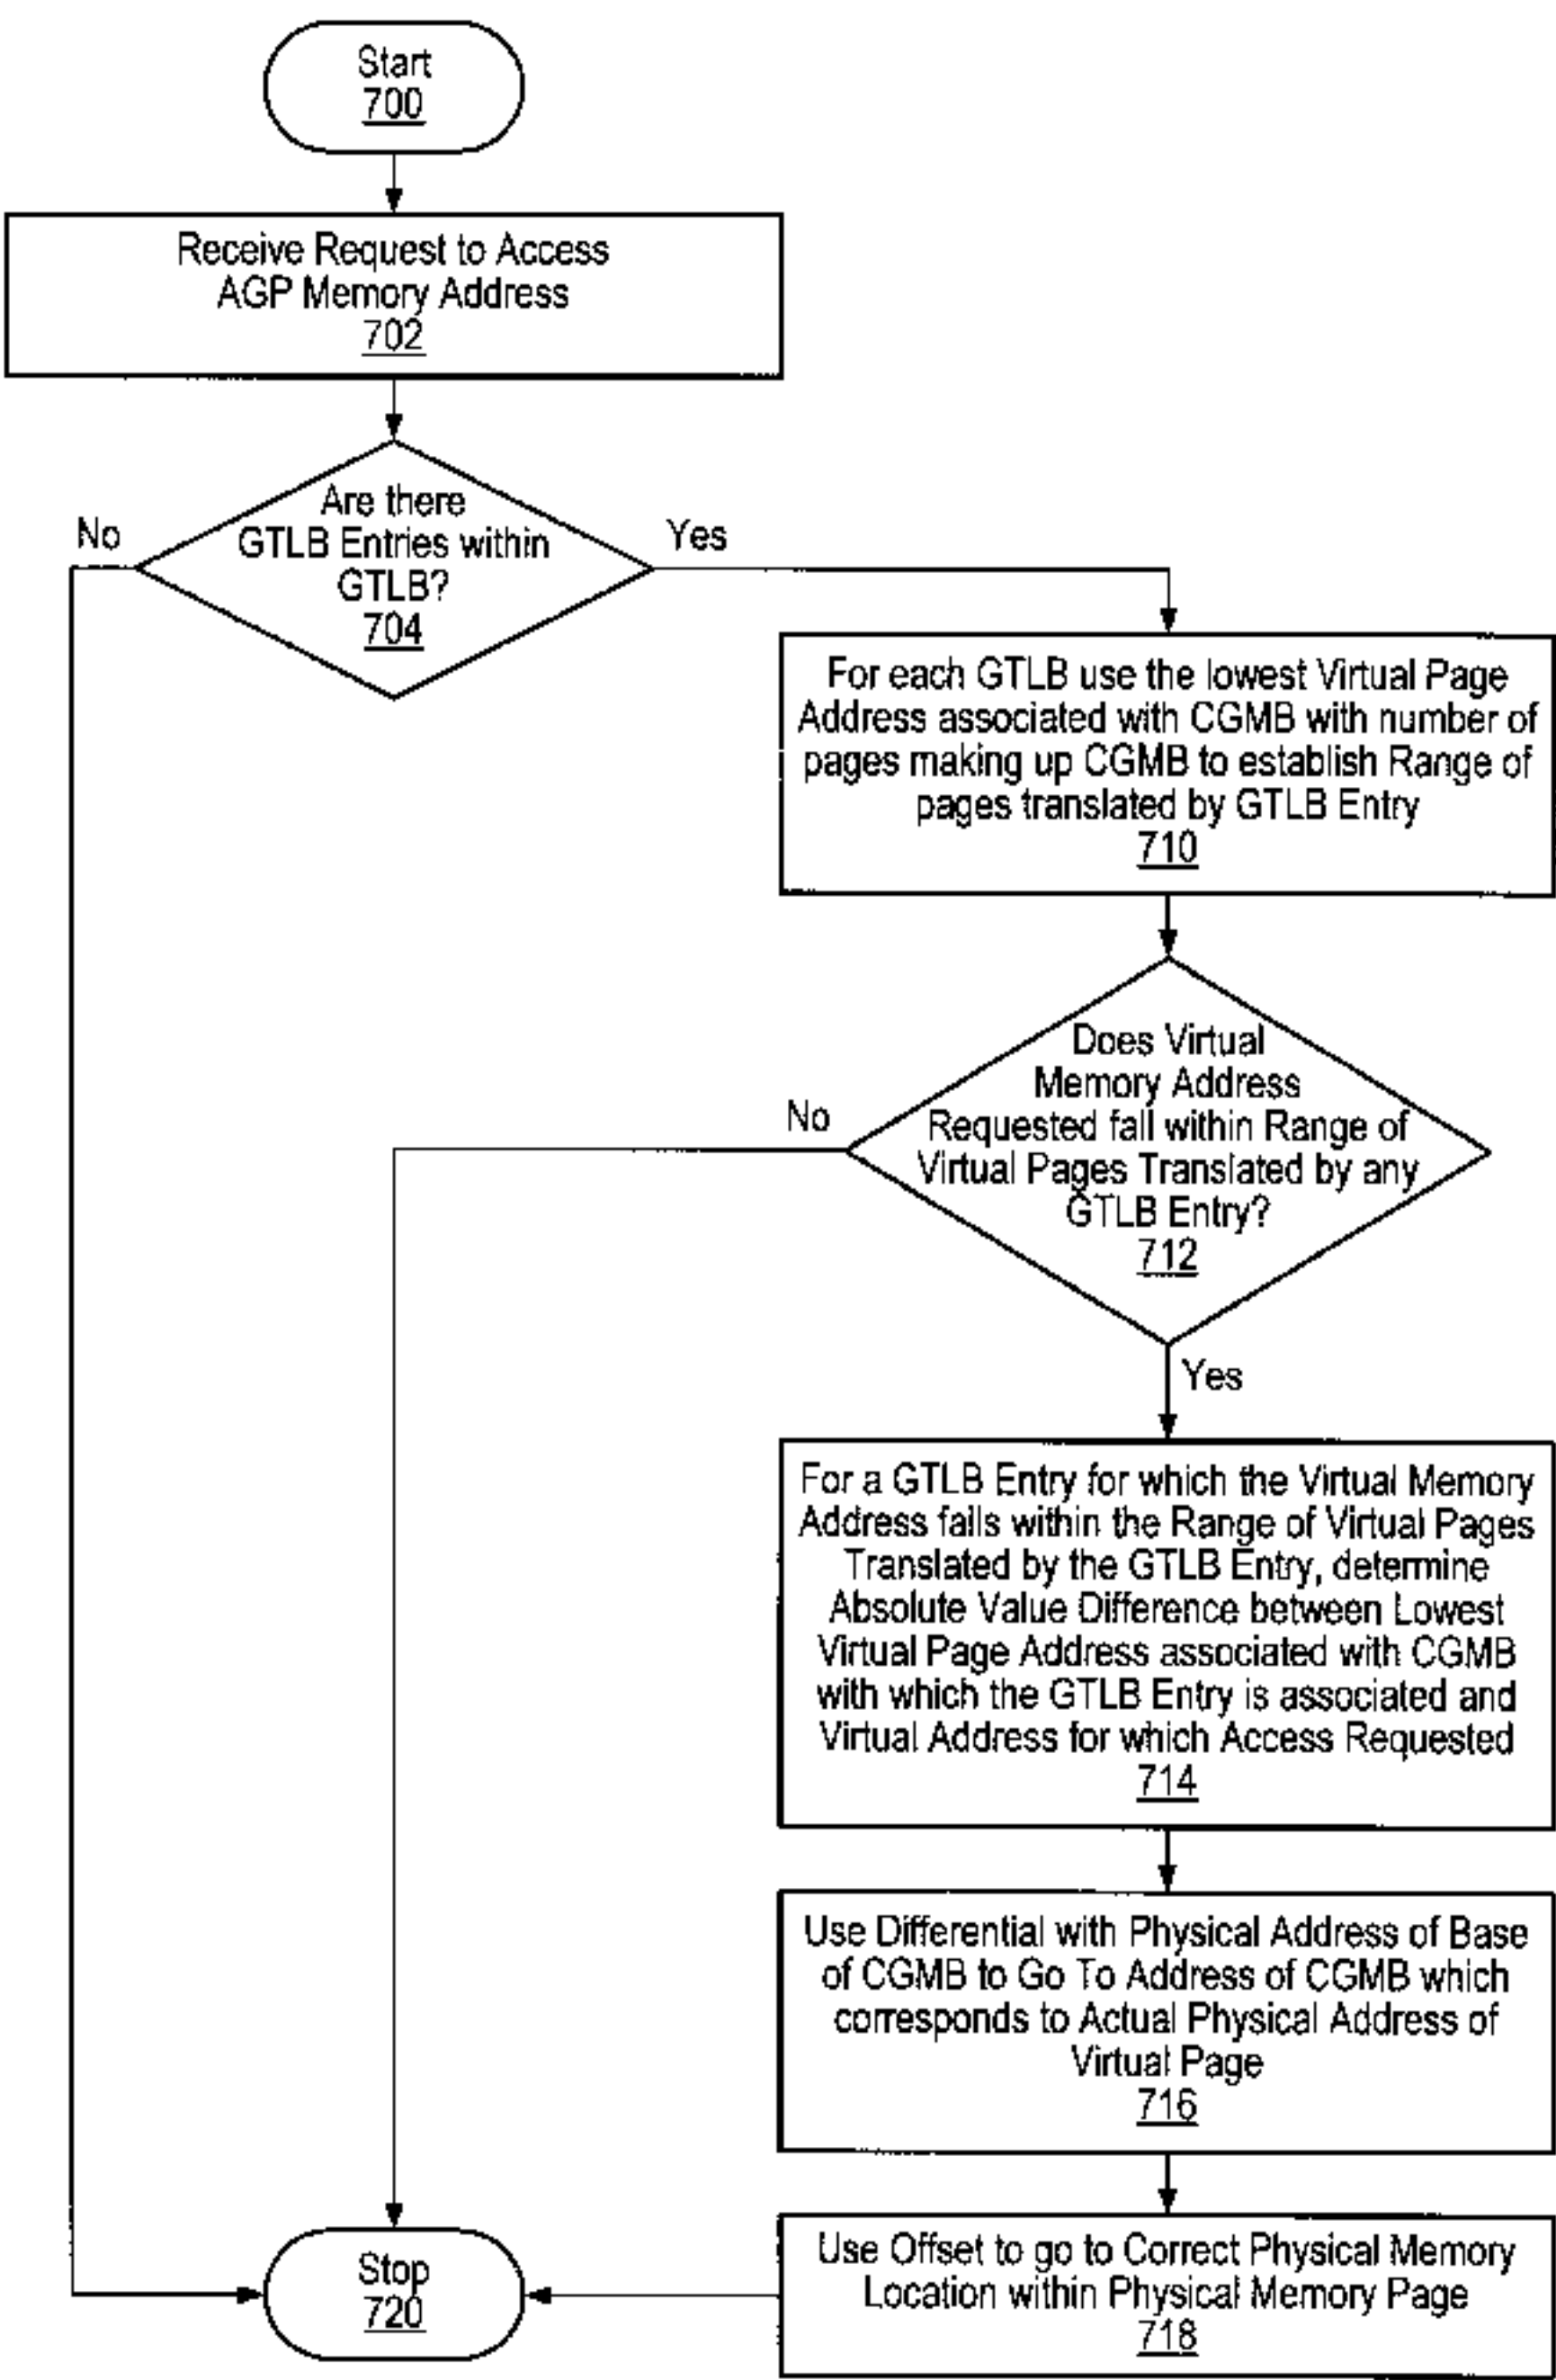 Start
700
Receive Request to Access
AGP Memory Address
702
Are there
GTLB Entries within
GTLB?
704
No
Yes
For each GTLB use the lowest Virtual Page
Address associated with CGMB with number of
pages making up CGMB to establish Range of
pages translated by GTLB Entry
710
Does Virtual
Memory Address
Requested fall within Range of
Virtual Pages Translated by any
GTLB Entry?
712
No
Yes
For a GTLB Entry for which the Virtual Memory
Address falls within the Range of Virtual Pages
Translated by the GTLB Entry, determine
Absolute Value Difference between Lowest
Virtual Page Address associated with CGMB
with which the GTLB Entry is associated and
Virtual Address for which Access Requested
714
Use Differential with Physical Address of Base
of CGMB to Go To Address of CGMB which
corresponds to Actual Physical Address of
Virtual Page
716
Use Offset to go to Correct Physical Memory
Location within Physical Memory Page
718
Stop
720